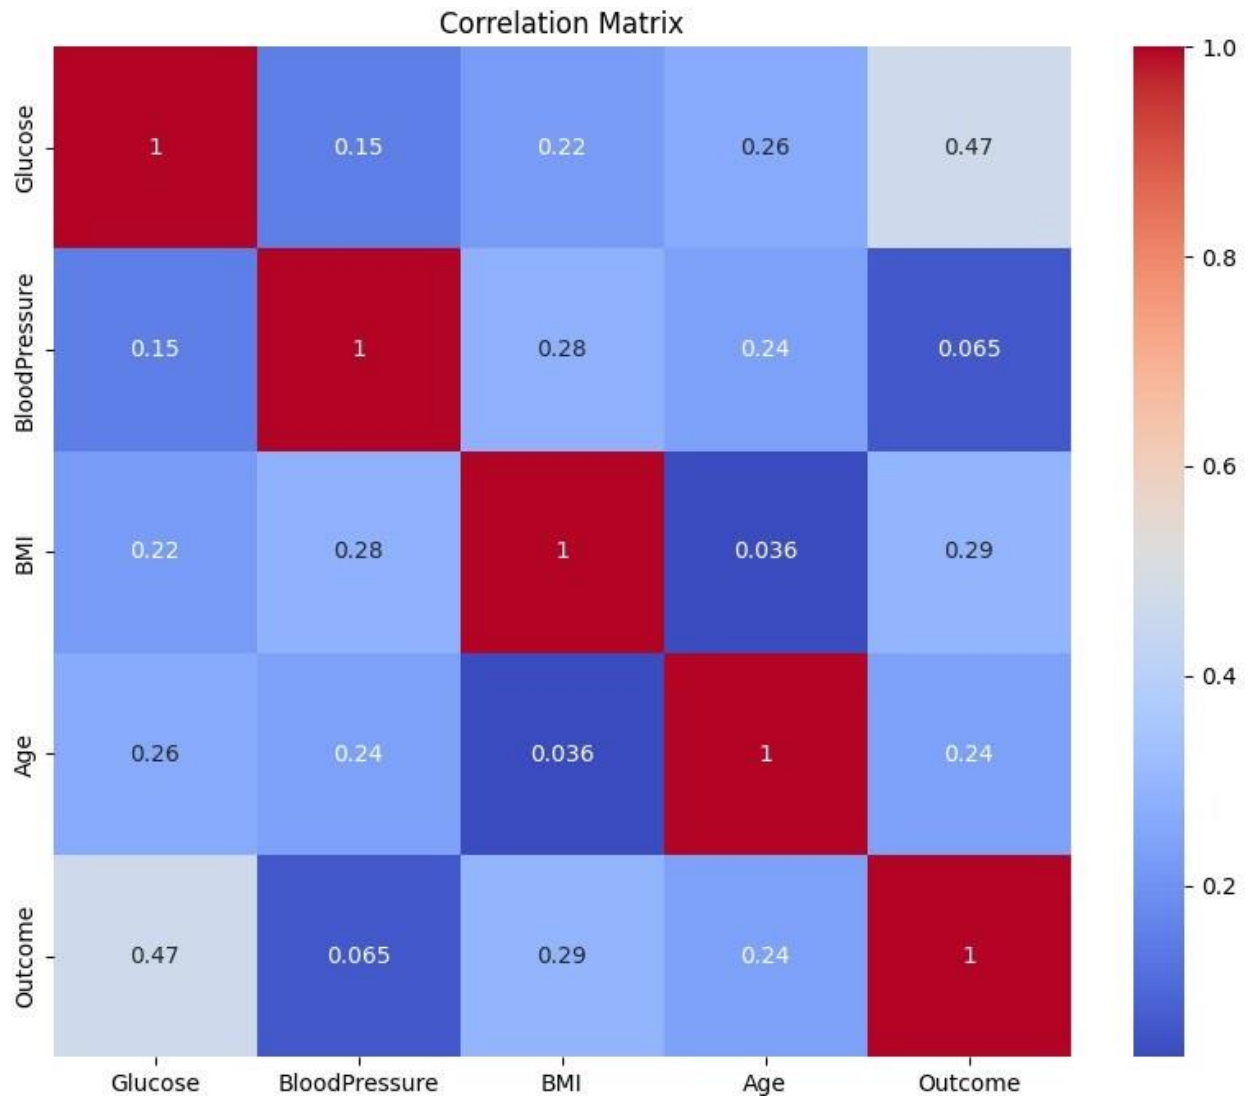 Correlation Matrix
Glucose 1 0.15 0.22 0.26 0.47
BloodPressure 0.15 1 0.28 0.24 0.065
BMI 0.22 0.28 1 0.036 0.29
Age 0.26 0.24 0.036 1 0.24
Outcome 0.47 0.065 0.29 0.24 1
Glucose BloodPressure BMI Age Outcome
1.0
0.8
0.6
0.4
0.2